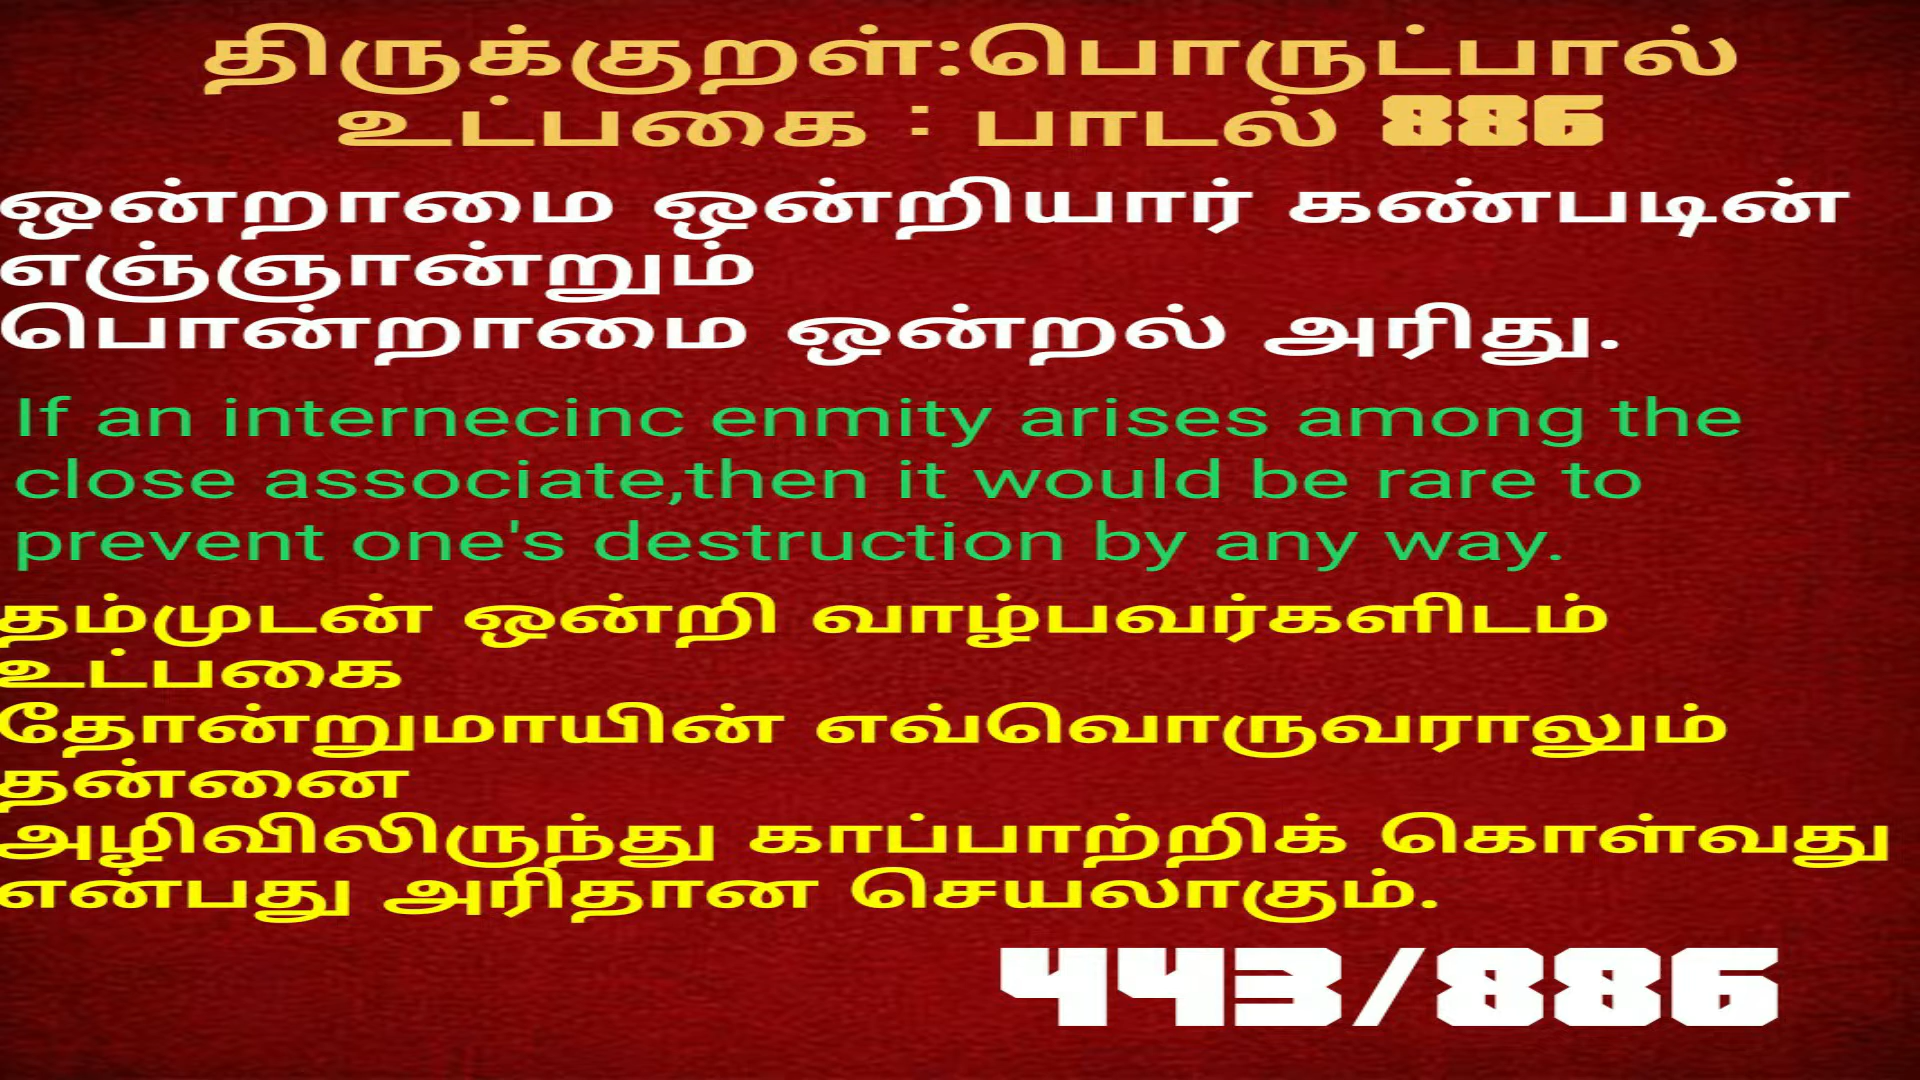 திருக்குறள்:பொருட்பால்
உட்பகை : பாடல் 886
ஒன்றாமை ஒன்றியார் கண்படின்
எஞ்ஞான்றும்
பொன்றாமை ஒன்றல் அரிது.
If an internecinc enmity arises among the
close associate,then it would be rare to
prevent one's destruction by any way.
தம்முடன் ஒன்றி வாழ்பவர்களிடம்
உட்பகை
தோன்றுமாயின் எவ்வொருவராலும்
தன்னை
அழிவிலிருந்து காப்பாற்றிக் கொள்வது
என்பது அரிதான செயலாகும்.
443/886